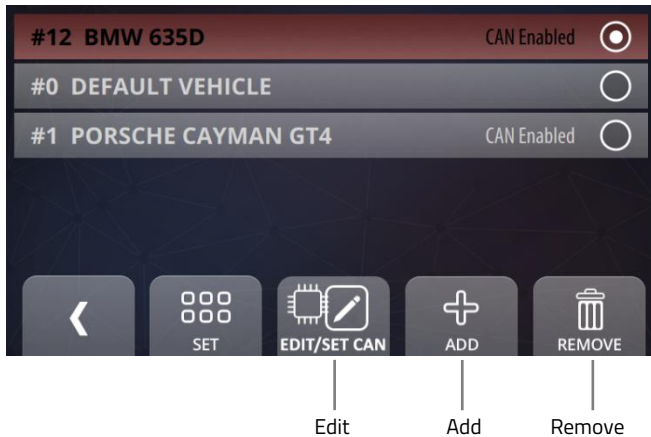 #12 BMW 635D CAN Enabled
#0 DEFAULT VEHICLE
#1 PORSCHE CAYMAN GT4 CAN Enabled
SET EDIT/SET CAN ADD REMOVE
Edit Add Remove